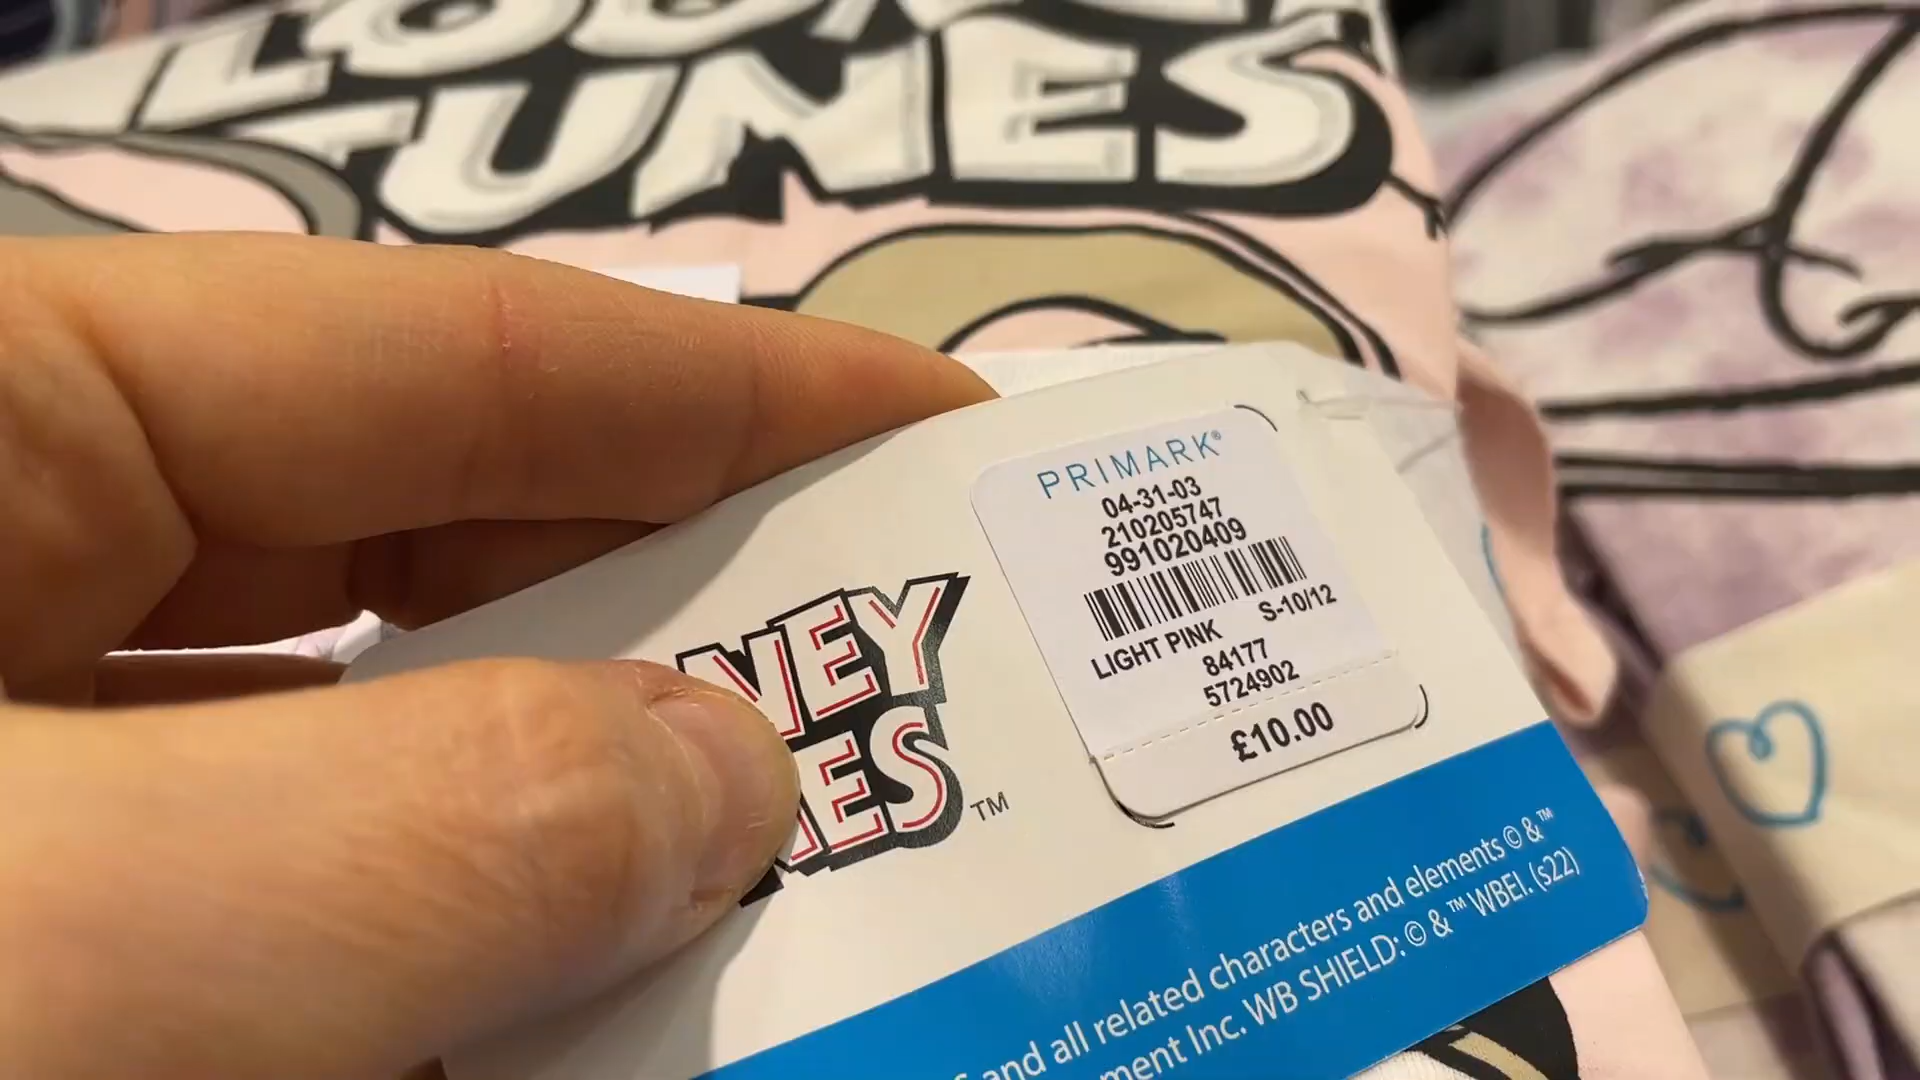 LOONEY
TUNES
PRIMARK®
04-31-03
210205747
991020409
LIGHT PINK S-10/12
84177
5724902
£10.00
NEY
NES ™
and all related characters and elements © & ™
ment Inc. WB SHIELD: © & ™ WBEI. (s22)